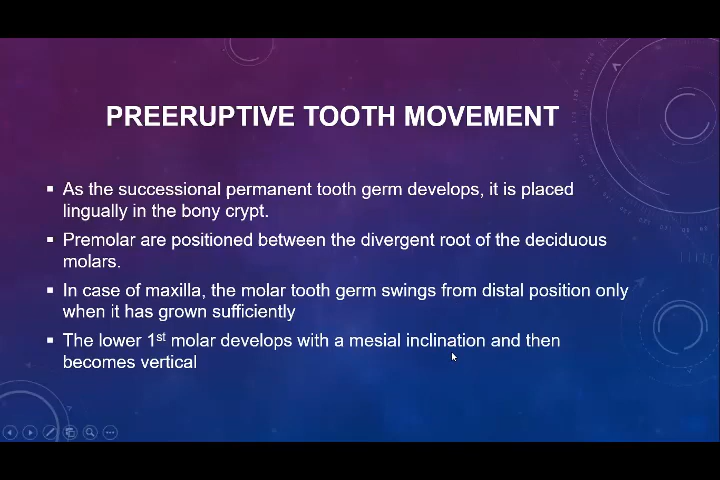 PREERUPTIVE TOOTH MOVEMENT
▪ As the successional permanent tooth germ develops, it is placed
lingually in the bony crypt.
▪ Premolar are positioned between the divergent root of the deciduous
molars.
▪ In case of maxilla, the molar tooth germ swings from distal position only
when it has grown sufficiently
▪ The lower 1st molar develops with a mesial inclination and then
becomes vertical